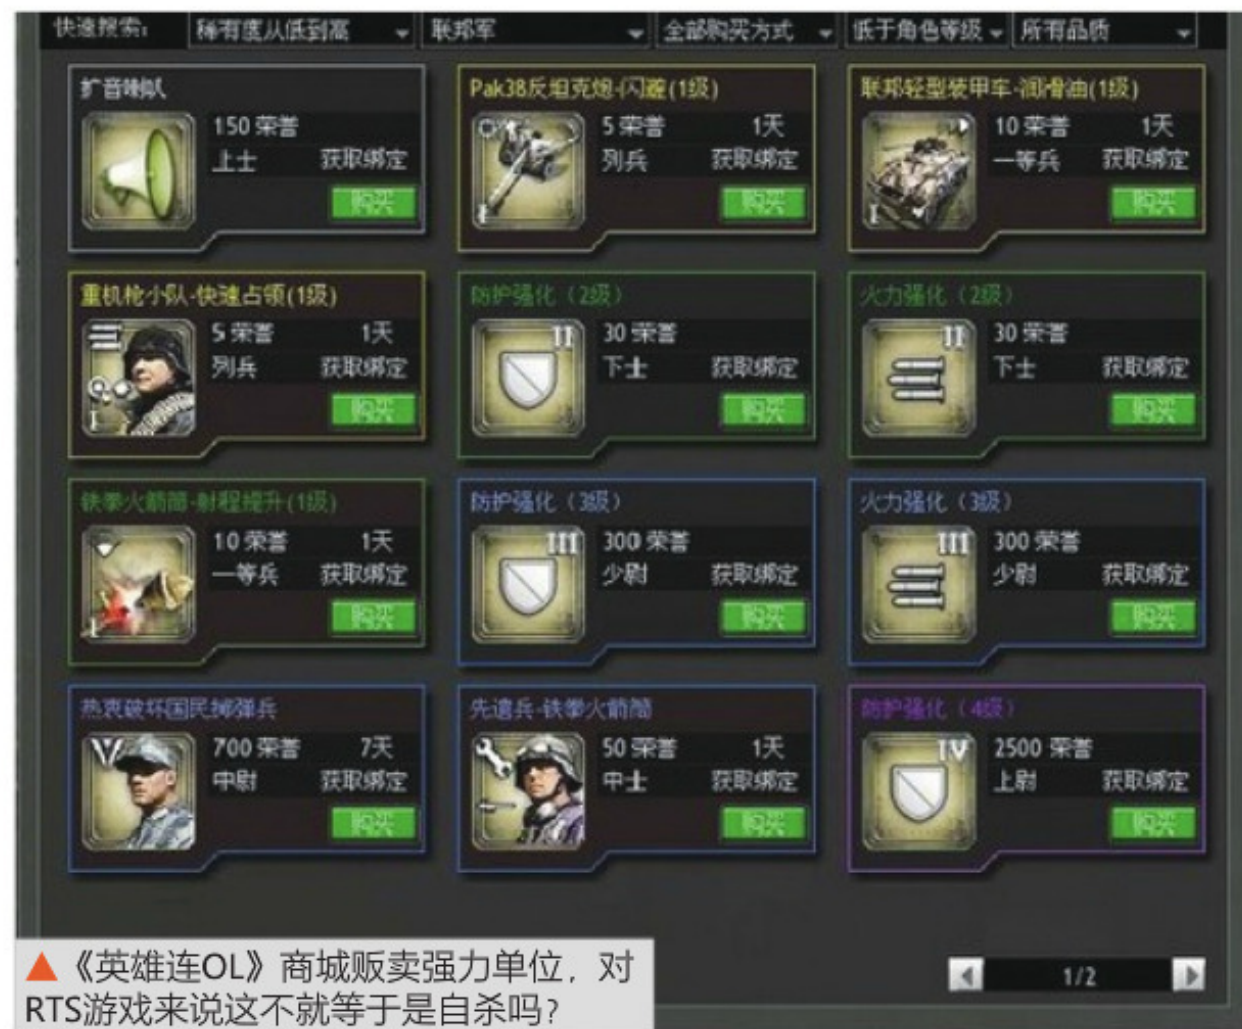 快速搜索:
稀有度从低到高
联邦军
全部购买方式
低于角色等级
所有品质
扩音喇叭
150 荣誉
上士 获取绑定
购买
Pak38反坦克炮-闪避(1级)
5 荣誉 1天
列兵 获取绑定
购买
联邦轻型装甲车-润滑油(1级)
10 荣誉 1天
一等兵 获取绑定
购买
I
I
重机枪小队-快速占领(1级)
5 荣誉 1天
列兵 获取绑定
购买
I
防护强化（2级）
II
30 荣誉
下士 获取绑定
购买
火力强化（2级）
II
30 荣誉
下士 获取绑定
购买
铁拳火箭筒-射程提升(1级)
10 荣誉 1天
一等兵 获取绑定
购买
I
防护强化（3级）
III
300 荣誉
少尉 获取绑定
购买
火力强化（3级）
III
300 荣誉
少尉 获取绑定
购买
热衷破坏国民掷弹兵
700 荣誉 7天
中尉 获取绑定
购买
先遣兵-铁拳火箭筒
50 荣誉 1天
中士 获取绑定
购买
防护强化（4级）
IV
2500 荣誉
上尉 获取绑定
购买
1/2
▲《英雄连OL》商城贩卖强力单位，对
RTS游戏来说这不就等于是自杀吗？